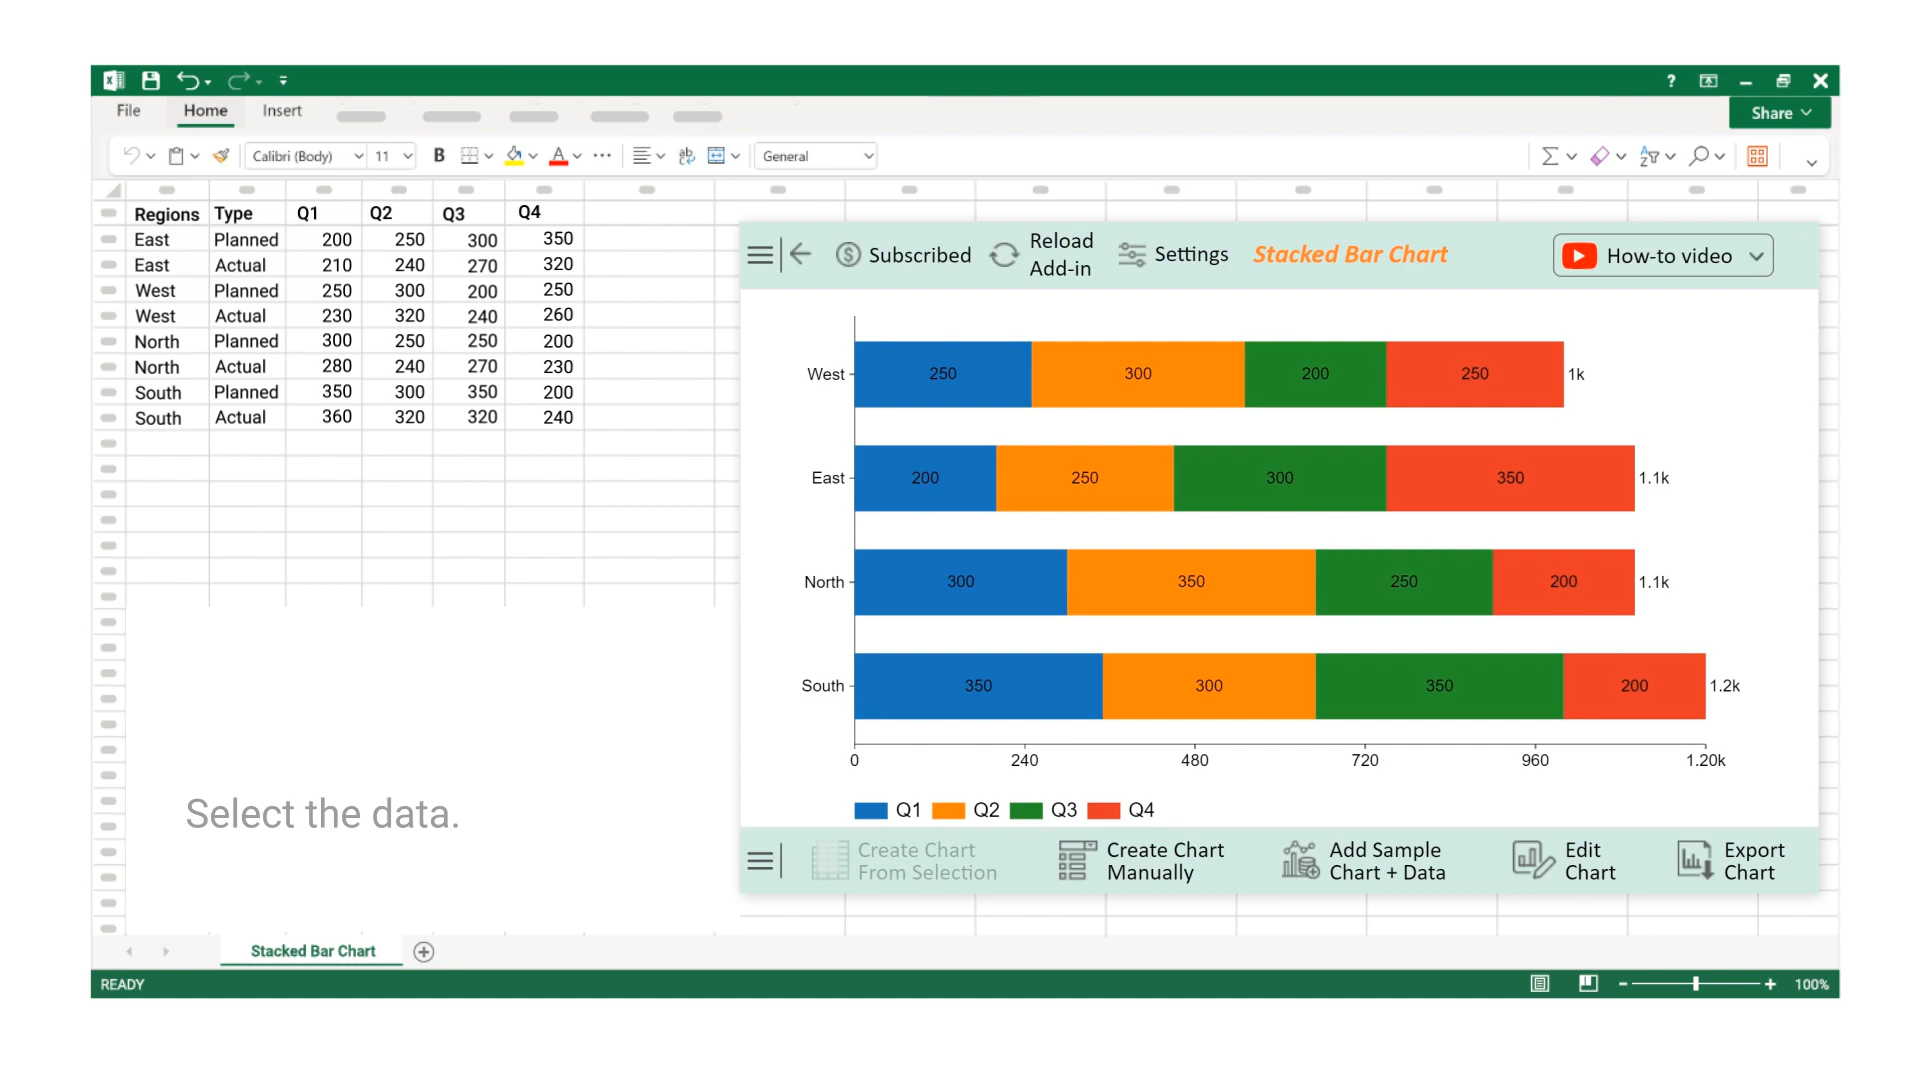 ?
File Home Insert Share
Calibri (Body) 11 B A General
Regions Type Q1 Q2 Q3 Q4
East Planned 200 250 300 350
East Actual 210 240 270 320
West Planned 250 300 200 250
West Actual 230 320 240 260
North Planned 300 250 250 200
North Actual 280 240 270 230
South Planned 350 300 350 200
South Actual 360 320 320 240
Subscribed Reload Settings Stacked Bar Chart How-to video
Add-in
West 250 300 200 250 1k
East 200 250 300 350 1.1k
North 300 350 250 200 1.1k
South 350 300 350 200 1.2k
0 240 480 720 960 1.20k
Q1 Q2 Q3 Q4
Select the data.
Create Chart Create Chart Add Sample Edit Export
From Selection Manually Chart + Data Chart Chart
Stacked Bar Chart
READY 100%